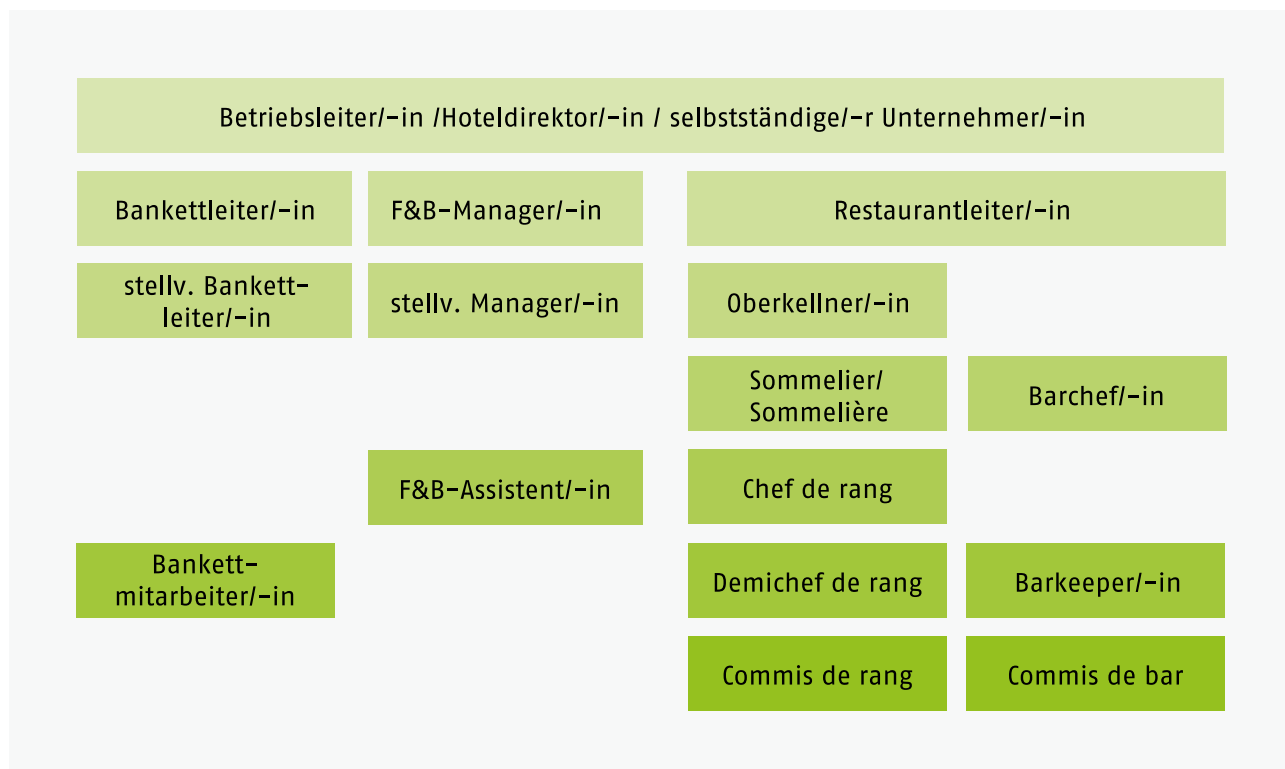 Betriebsleiter/-in /Hoteldirektor/-in / selbstständige/-r Unternehmer/-in
Bankettleiter/-in
F&B-Manager/-in
Restaurantleiter/-in
stellv. Bankett-
leiter/-in
stellv. Manager/-in
Oberkellner/-in
Sommelier/
Sommelière
Barchef/-in
F&B-Assistent/-in
Chef de rang
Bankett-
mitarbeiter/-in
Demichef de rang
Barkeeper/-in
Commis de rang
Commis de bar